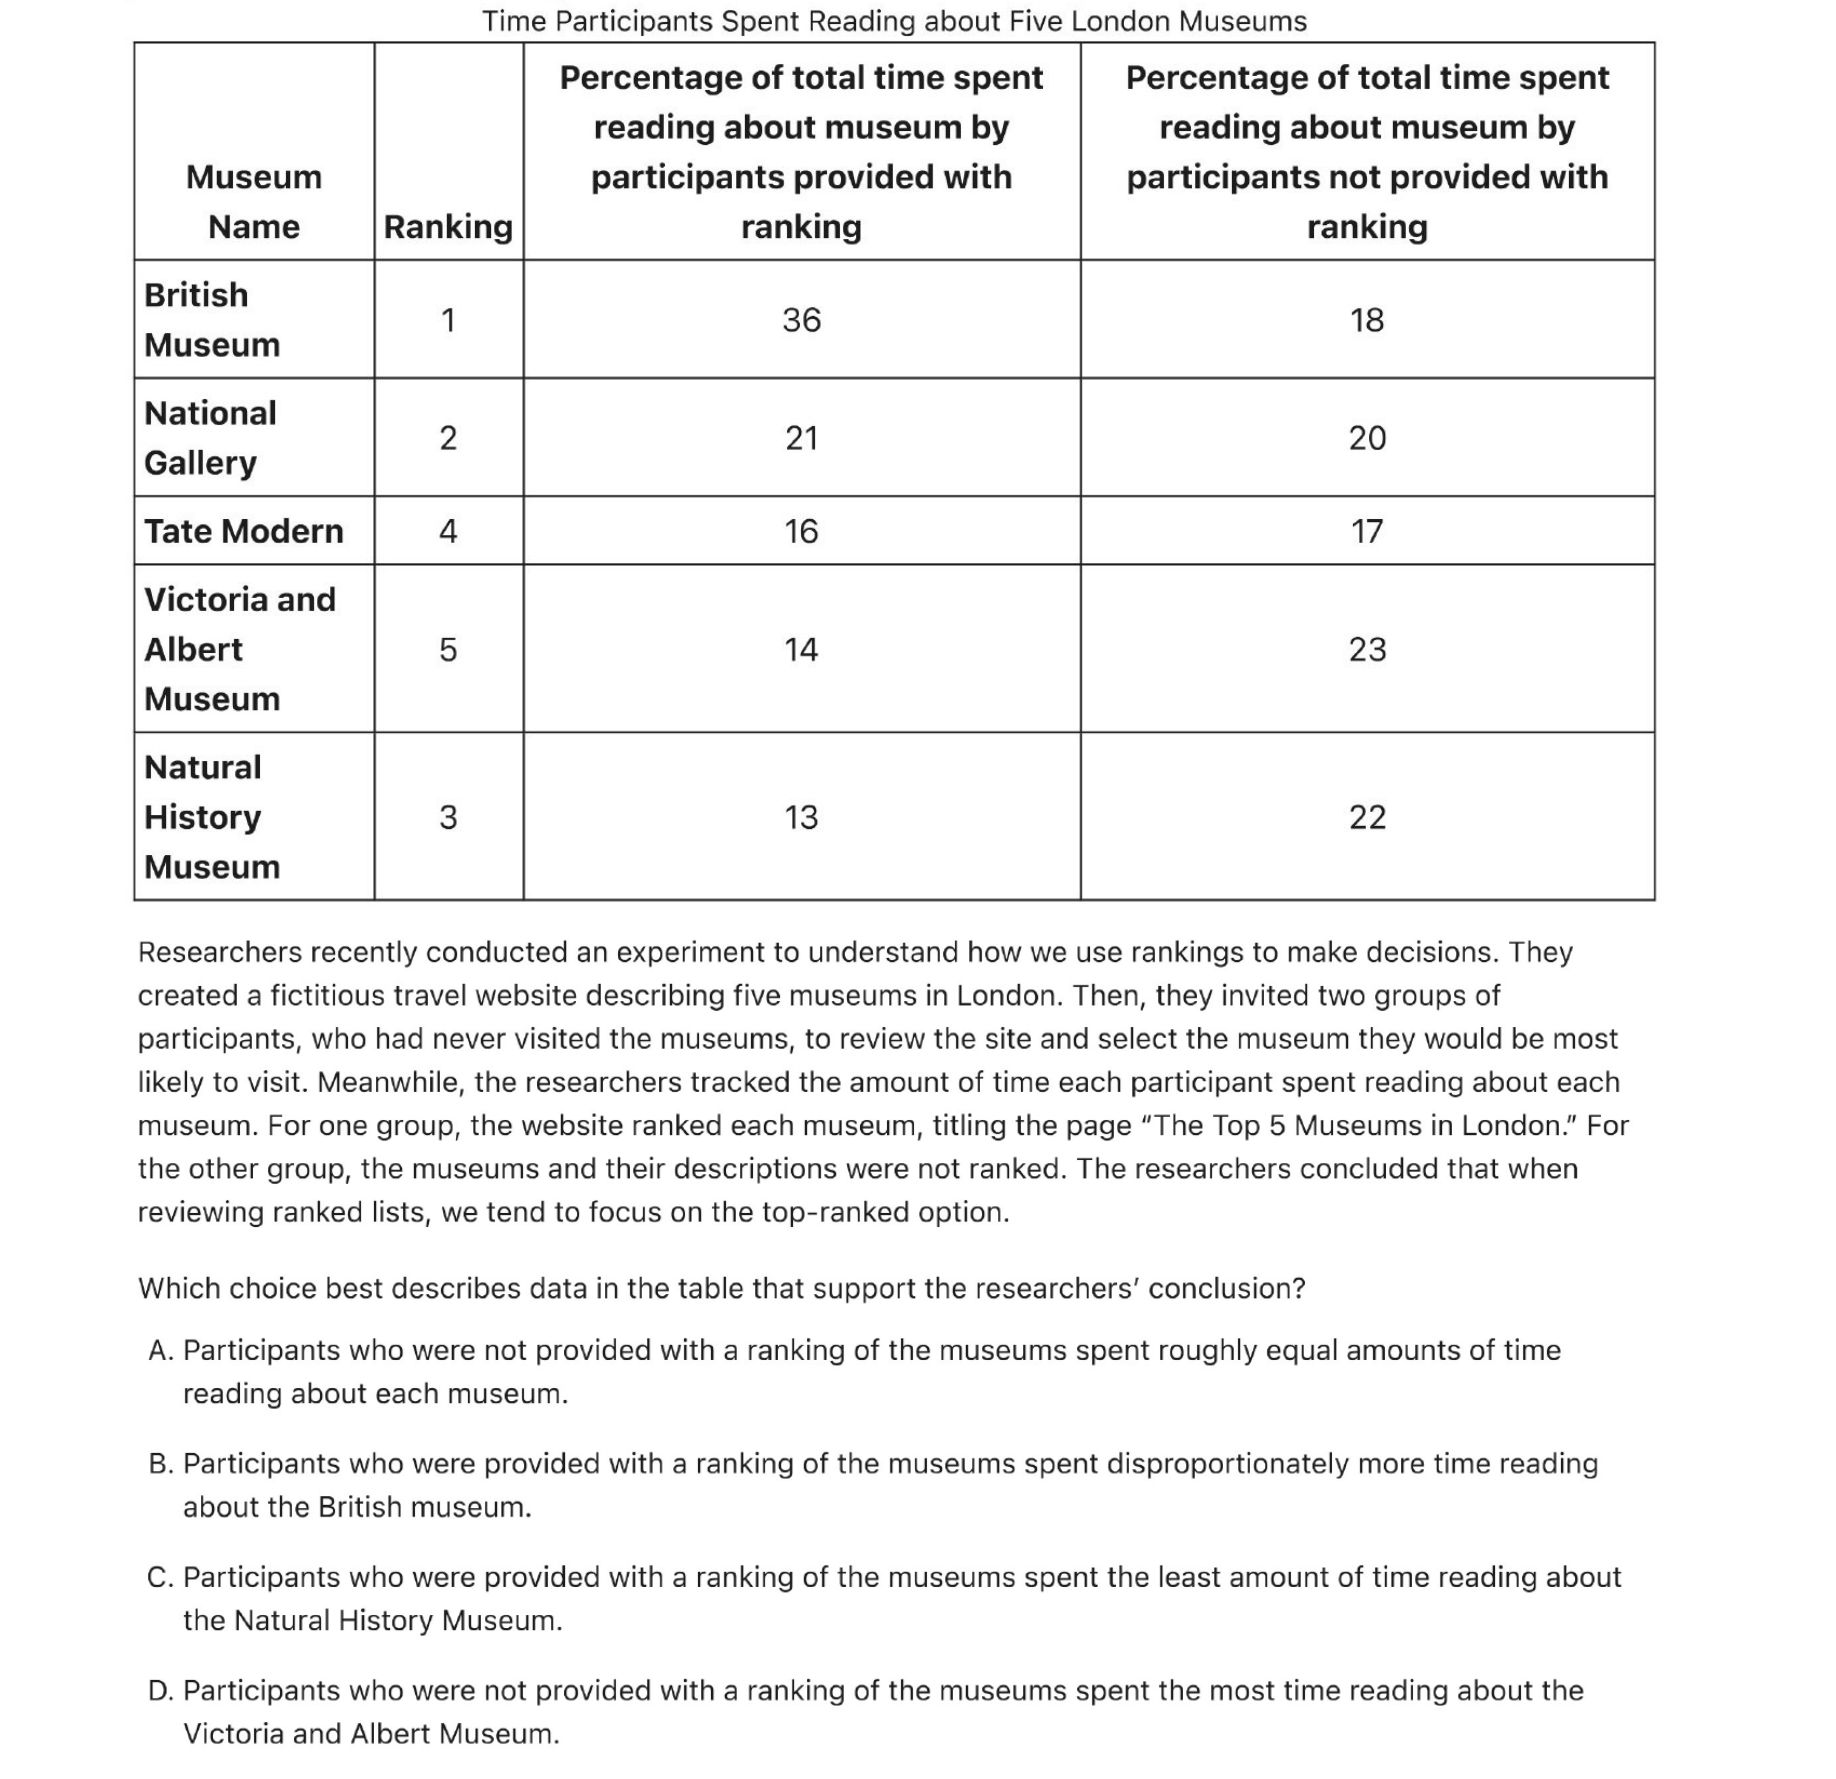 Time Participants Spent Reading about Five London Museums
Museum Name | Ranking | Percentage of total time spent reading about museum by participants provided with ranking | Percentage of total time spent reading about museum by participants not provided with ranking
British Museum | 1 | 36 | 18
National Gallery | 2 | 21 | 20
Tate Modern | 4 | 16 | 17
Victoria and Albert Museum | 5 | 14 | 23
Natural History Museum | 3 | 13 | 22
Researchers recently conducted an experiment to understand how we use rankings to make decisions. They
created a fictitious travel website describing five museums in London. Then, they invited two groups of
participants, who had never visited the museums, to review the site and select the museum they would be most
likely to visit. Meanwhile, the researchers tracked the amount of time each participant spent reading about each
museum. For one group, the website ranked each museum, titling the page “The Top 5 Museums in London.” For
the other group, the museums and their descriptions were not ranked. The researchers concluded that when
reviewing ranked lists, we tend to focus on the top-ranked option.
Which choice best describes data in the table that support the researchers’ conclusion?
A. Participants who were not provided with a ranking of the museums spent roughly equal amounts of time
reading about each museum.
B. Participants who were provided with a ranking of the museums spent disproportionately more time reading
about the British museum.
C. Participants who were provided with a ranking of the museums spent the least amount of time reading about
the Natural History Museum.
D. Participants who were not provided with a ranking of the museums spent the most time reading about the
Victoria and Albert Museum.